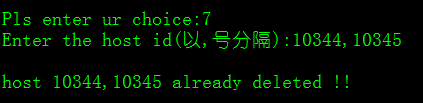 Pls enter ur choice:7
Enter the host id(以,号分隔):10344,10345
host 10344,10345 already deleted !!